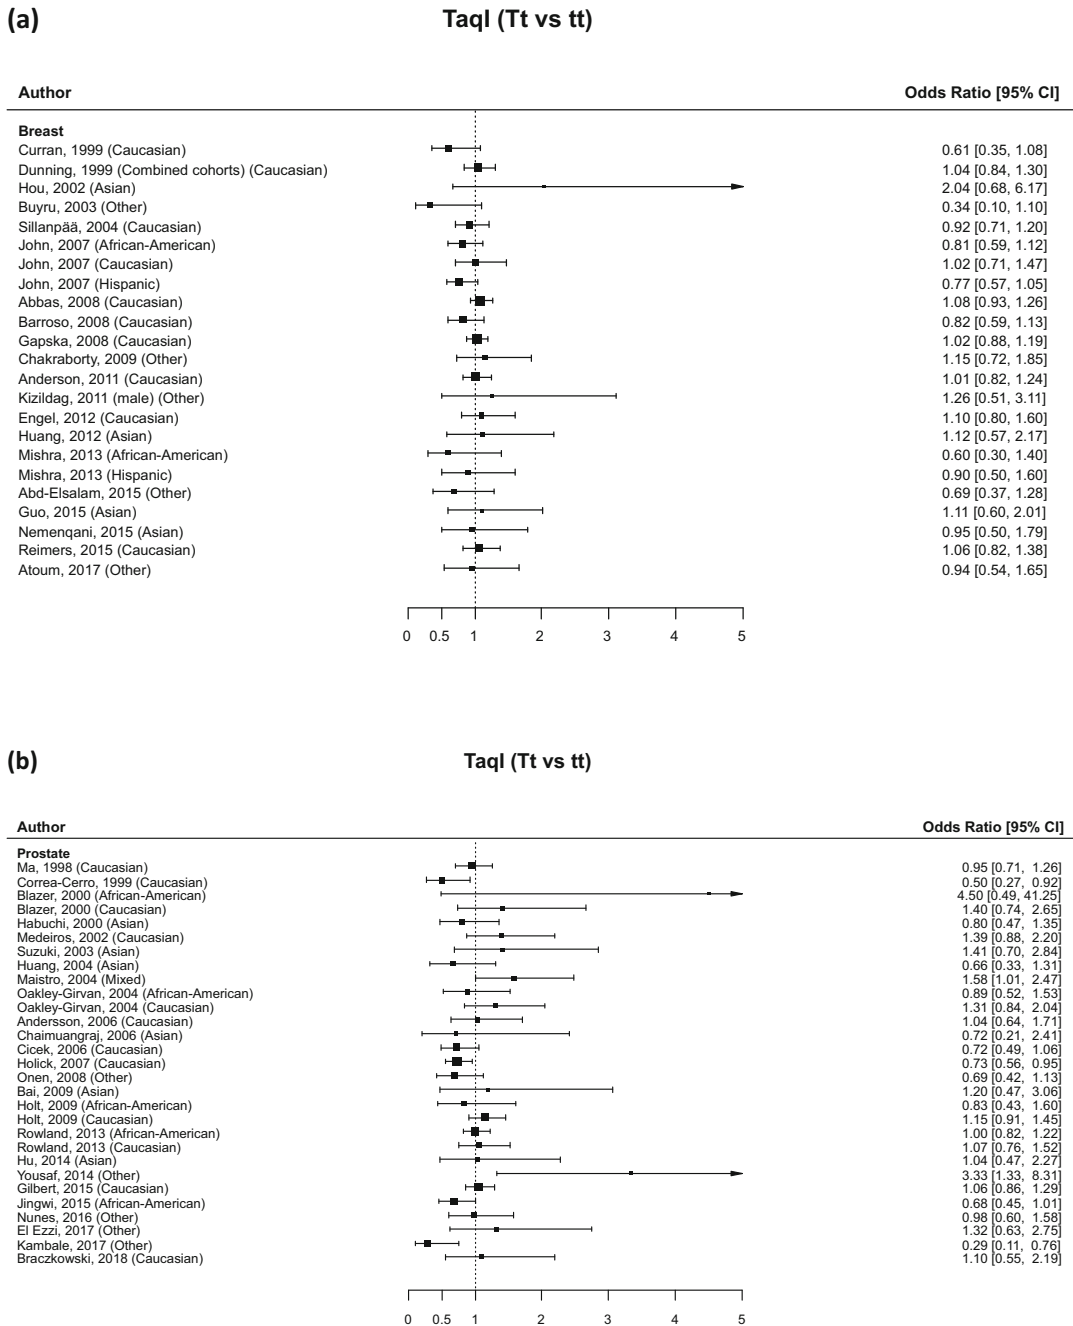 (a)
TaqI (Tt vs tt)
Author Odds Ratio [95% CI]
Breast
Curran, 1999 (Caucasian) 0.61 [0.35, 1.08]
Dunning, 1999 (Combined cohorts) (Caucasian) 1.04 [0.84, 1.30]
Hou, 2002 (Asian) 2.04 [0.68, 6.17]
Buyru, 2003 (Other) 0.34 [0.10, 1.10]
Sillanpää, 2004 (Caucasian) 0.92 [0.71, 1.20]
John, 2007 (African-American) 0.81 [0.59, 1.12]
John, 2007 (Caucasian) 1.02 [0.71, 1.47]
John, 2007 (Hispanic) 0.77 [0.57, 1.05]
Abbas, 2008 (Caucasian) 1.08 [0.93, 1.26]
Barroso, 2008 (Caucasian) 0.82 [0.59, 1.13]
Gapska, 2008 (Caucasian) 1.02 [0.88, 1.19]
Chakraborty, 2009 (Other) 1.15 [0.72, 1.85]
Anderson, 2011 (Caucasian) 1.01 [0.82, 1.24]
Kizildag, 2011 (male) (Other) 1.26 [0.51, 3.11]
Engel, 2012 (Caucasian) 1.10 [0.80, 1.60]
Huang, 2012 (Asian) 1.12 [0.57, 2.17]
Mishra, 2013 (African-American) 0.60 [0.30, 1.40]
Mishra, 2013 (Hispanic) 0.90 [0.50, 1.60]
Abd-Elsalam, 2015 (Other) 0.69 [0.37, 1.28]
Guo, 2015 (Asian) 1.11 [0.60, 2.01]
Nemenqani, 2015 (Asian) 0.95 [0.50, 1.79]
Reimers, 2015 (Caucasian) 1.06 [0.82, 1.38]
Atoum, 2017 (Other) 0.94 [0.54, 1.65]
0 0.5 1 2 3 4 5
(b)
TaqI (Tt vs tt)
Author Odds Ratio [95% CI]
Prostate
Ma, 1998 (Caucasian) 0.95 [0.71, 1.26]
Correa-Cerro, 1999 (Caucasian) 0.50 [0.27, 0.92]
Blazer, 2000 (African-American) 4.50 [0.49, 41.25]
Blazer, 2000 (Caucasian) 1.40 [0.74, 2.65]
Habuchi, 2000 (Asian) 0.80 [0.47, 1.35]
Medeiros, 2002 (Caucasian) 1.39 [0.88, 2.20]
Suzuki, 2003 (Asian) 1.41 [0.70, 2.84]
Huang, 2004 (Asian) 0.66 [0.33, 1.31]
Maistro, 2004 (Mixed) 1.58 [1.01, 2.47]
Oakley-Girvan, 2004 (African-American) 0.89 [0.52, 1.53]
Oakley-Girvan, 2004 (Caucasian) 1.31 [0.84, 2.04]
Andersson, 2006 (Caucasian) 1.04 [0.64, 1.71]
Chaimuangraj, 2006 (Asian) 0.72 [0.21, 2.41]
Cicek, 2006 (Caucasian) 0.72 [0.49, 1.06]
Holick, 2007 (Caucasian) 0.73 [0.56, 0.95]
Onen, 2008 (Other) 0.69 [0.42, 1.13]
Bai, 2009 (Asian) 1.20 [0.47, 3.06]
Holt, 2009 (African-American) 0.83 [0.43, 1.60]
Holt, 2009 (Caucasian) 1.15 [0.91, 1.45]
Rowland, 2013 (African-American) 1.00 [0.82, 1.22]
Rowland, 2013 (Caucasian) 1.07 [0.76, 1.52]
Hu, 2014 (Asian) 1.04 [0.47, 2.27]
Yousaf, 2014 (Other) 3.33 [1.33, 8.31]
Gilbert, 2015 (Caucasian) 1.06 [0.86, 1.29]
Jingwi, 2015 (African-American) 0.68 [0.45, 1.01]
Nunes, 2016 (Other) 0.98 [0.60, 1.58]
El Ezzi, 2017 (Other) 1.32 [0.63, 2.75]
Kambale, 2017 (Other) 0.29 [0.11, 0.76]
Braczkowski, 2018 (Caucasian) 1.10 [0.55, 2.19]
0 0.5 1 2 3 4 5